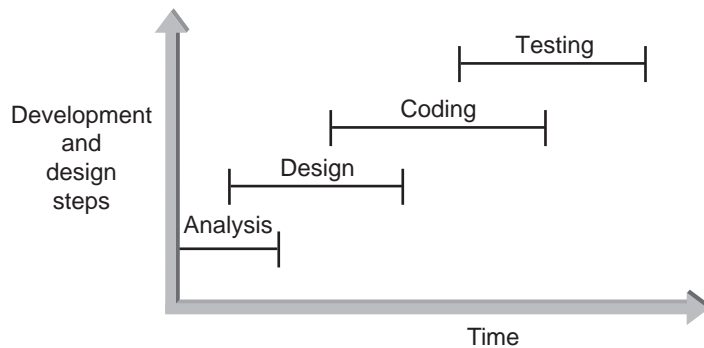 Testing
Coding
Development
and
design
steps
Design
Analysis
Time